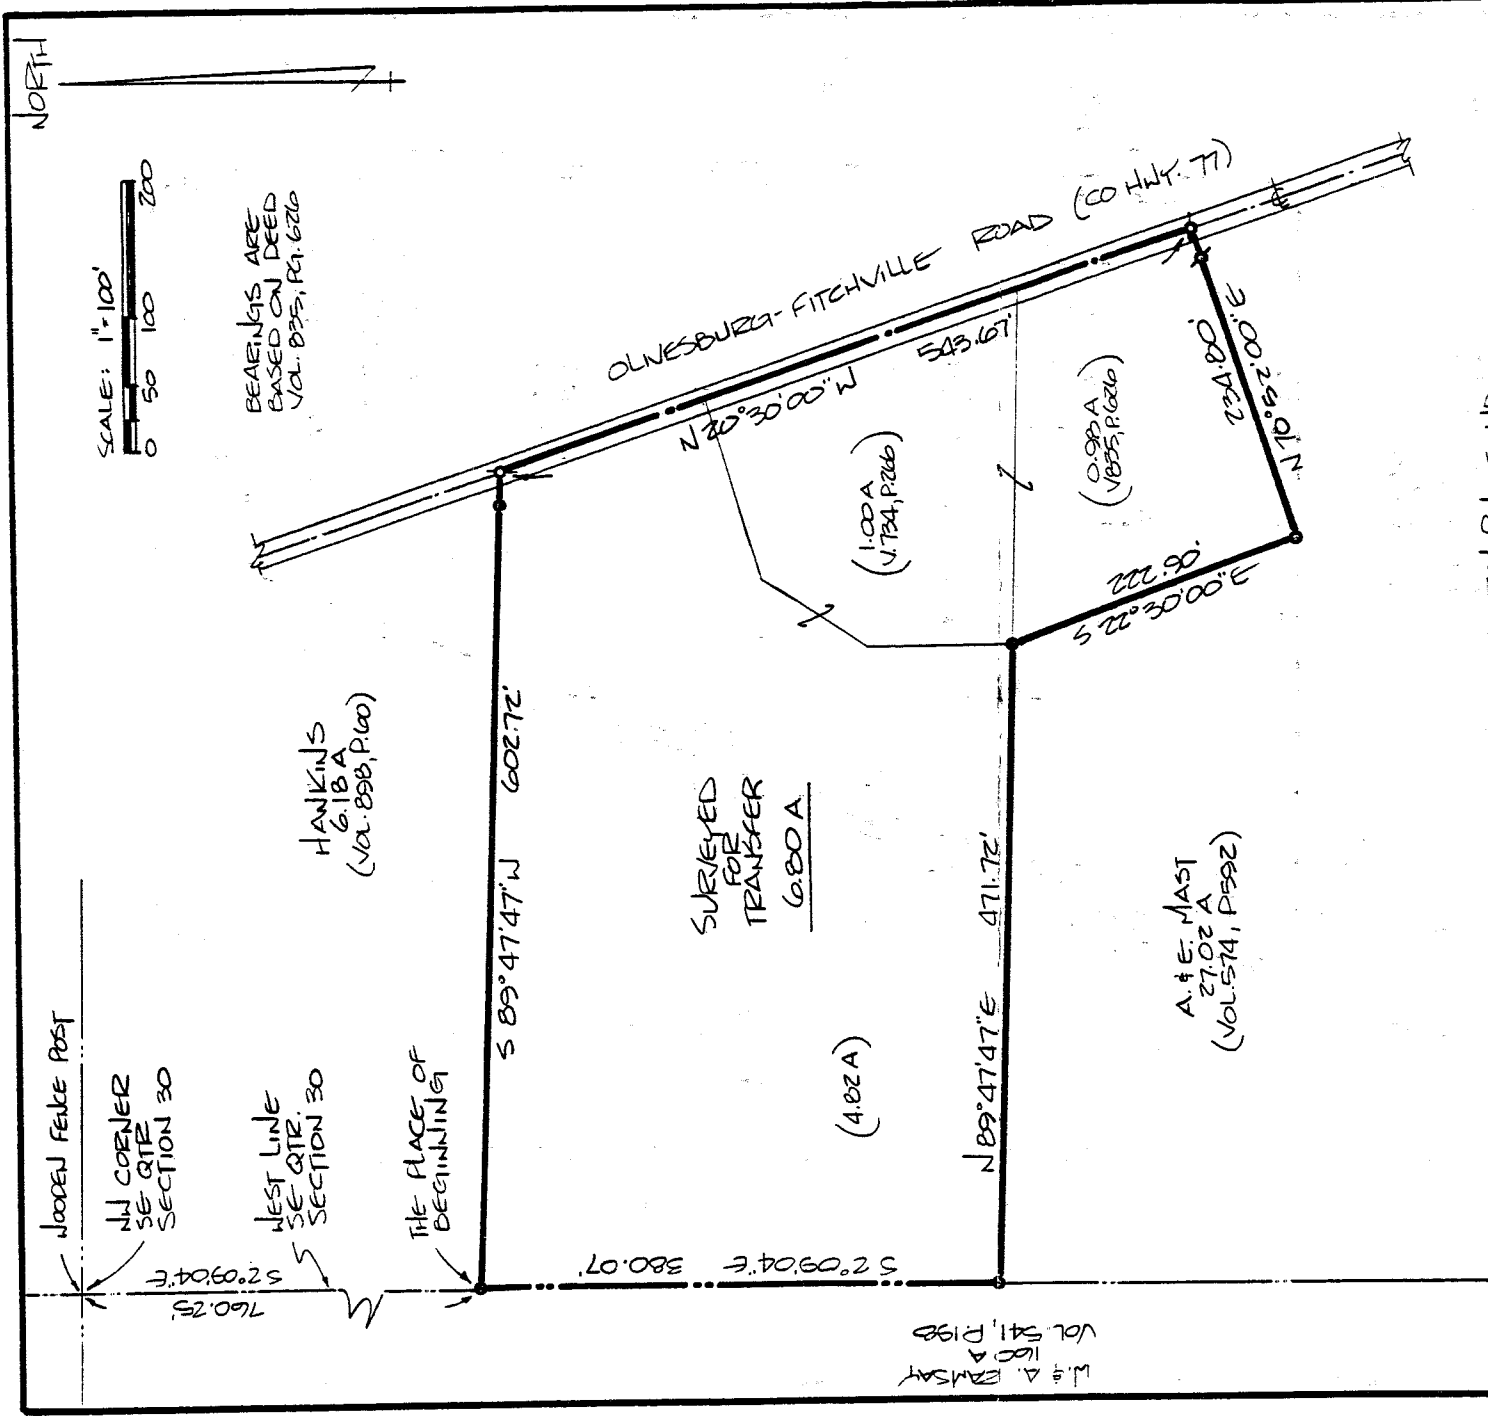 NORTH
SCALE: 1"=100'
0 50 100 200
BEARINGS ARE
BASED ON DEED
VOL. 835, PG. 626
WOODEN FENCE POST
NW CORNER
SE QTR
SECTION 30
WEST LINE
SE QTR.
SECTION 30
THE PLACE OF
BEGINNING
S 2°09'04"E
760.25'
HANKINS
6.18 A
(VOL. 898, P.60)
OLIVESBURG-FITCHVILLE ROAD (CO HWY. 77)
S 89°47'47"W 602.72'
N 20°30'00"W
543.67'
S 2°09'04"E 380.07'
SURVEYED
FOR
TRANSFER
6.80 A
(4.82A)
(1.00 A
V.734, P.266)
(0.98 A
V835, P.626)
N 89°47'47"E 471.72'
222.90'
S 22°30'00"E
234.80'
N 70°52'00"E
A. & E. MAST
27.02 A
(VOL. 574, P592)
W. & A. RAMSAY
160 A
VOL. 541, P.198